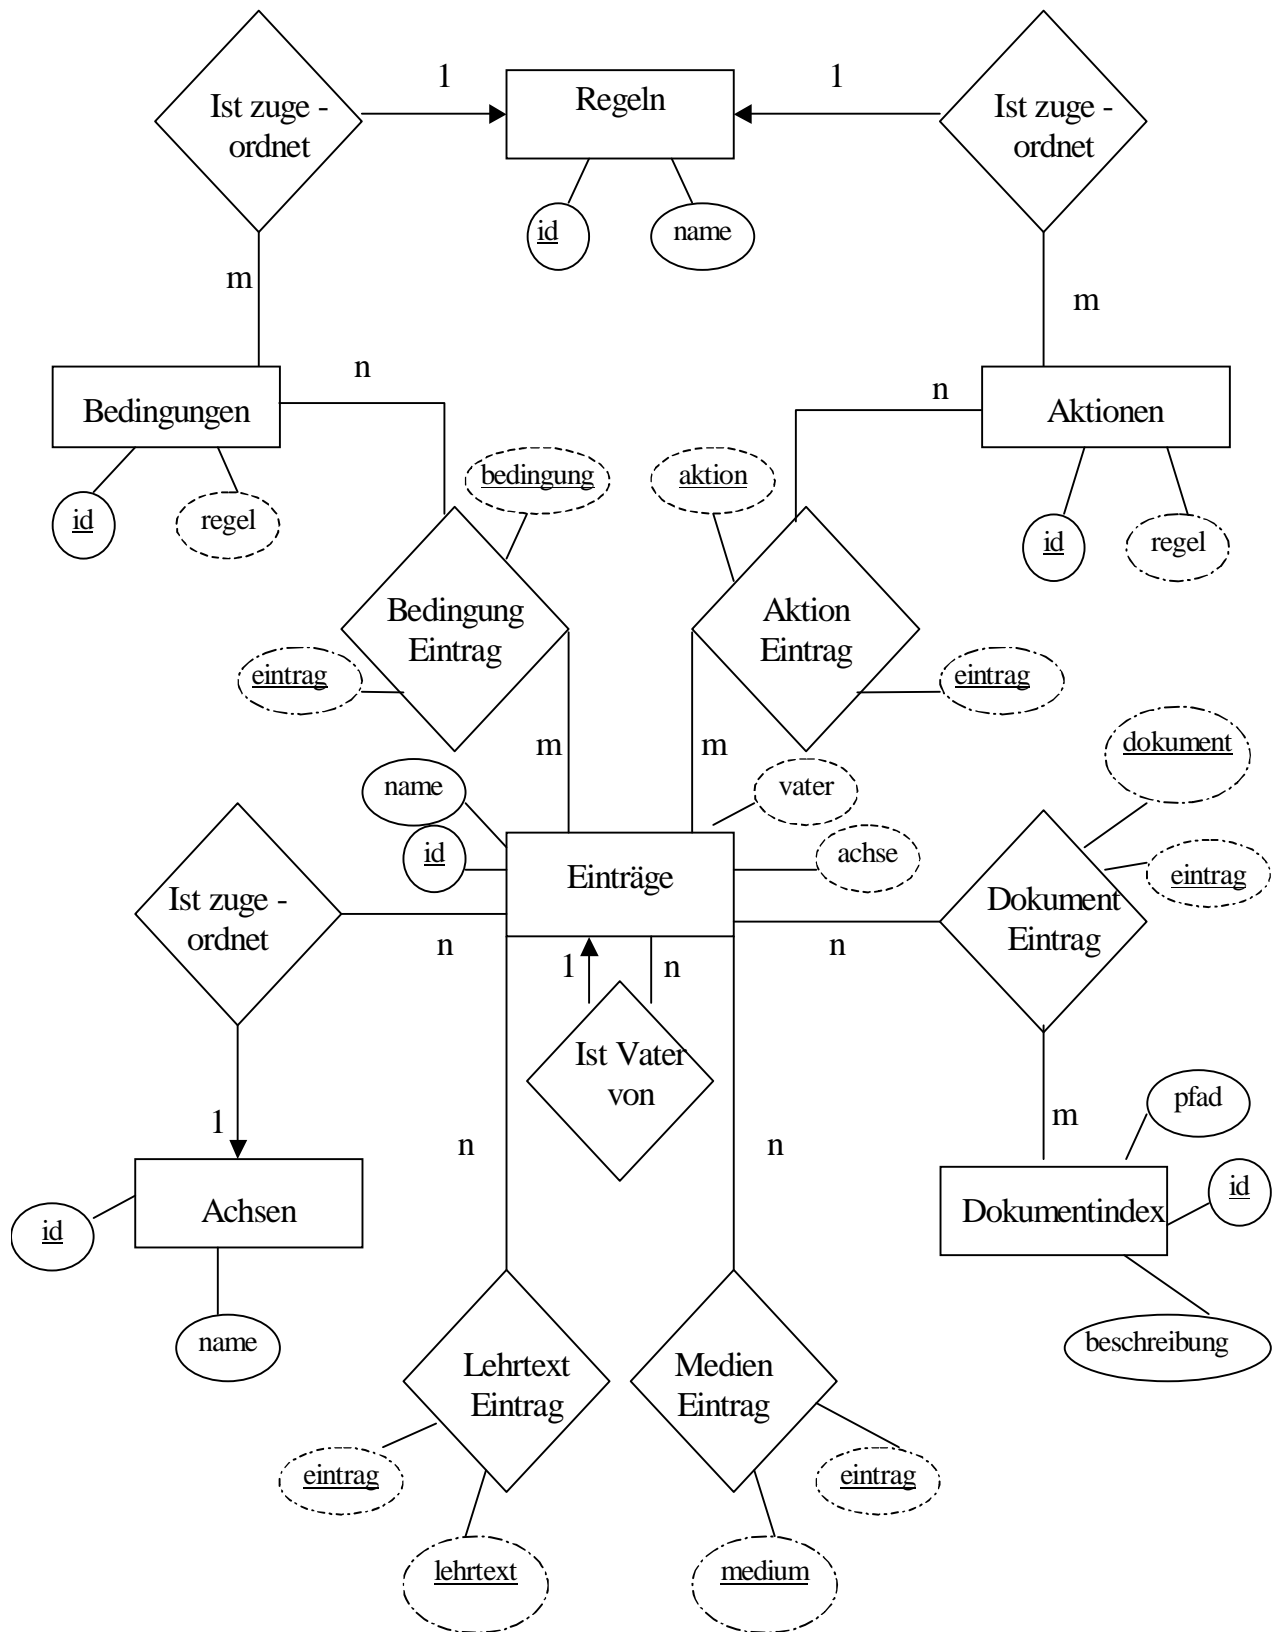 1
1
Ist zuge -
ordnet
Regeln
Ist zuge -
ordnet
id
name
m
m
n
n
Bedingungen
Aktionen
bedingung
aktion
id
regel
id
regel
Bedingung
Eintrag
Aktion
Eintrag
eintrag
eintrag
m
m
dokument
name
vater
id
achse
eintrag
Einträge
Ist zuge -
ordnet
Dokument
Eintrag
n
n
1
n
Ist Vater
von
1
n
n
m
pfad
id
Achsen
id
Dokumentindex
name
beschreibung
Lehrtext
Eintrag
Medien
Eintrag
eintrag
eintrag
lehrtext
medium